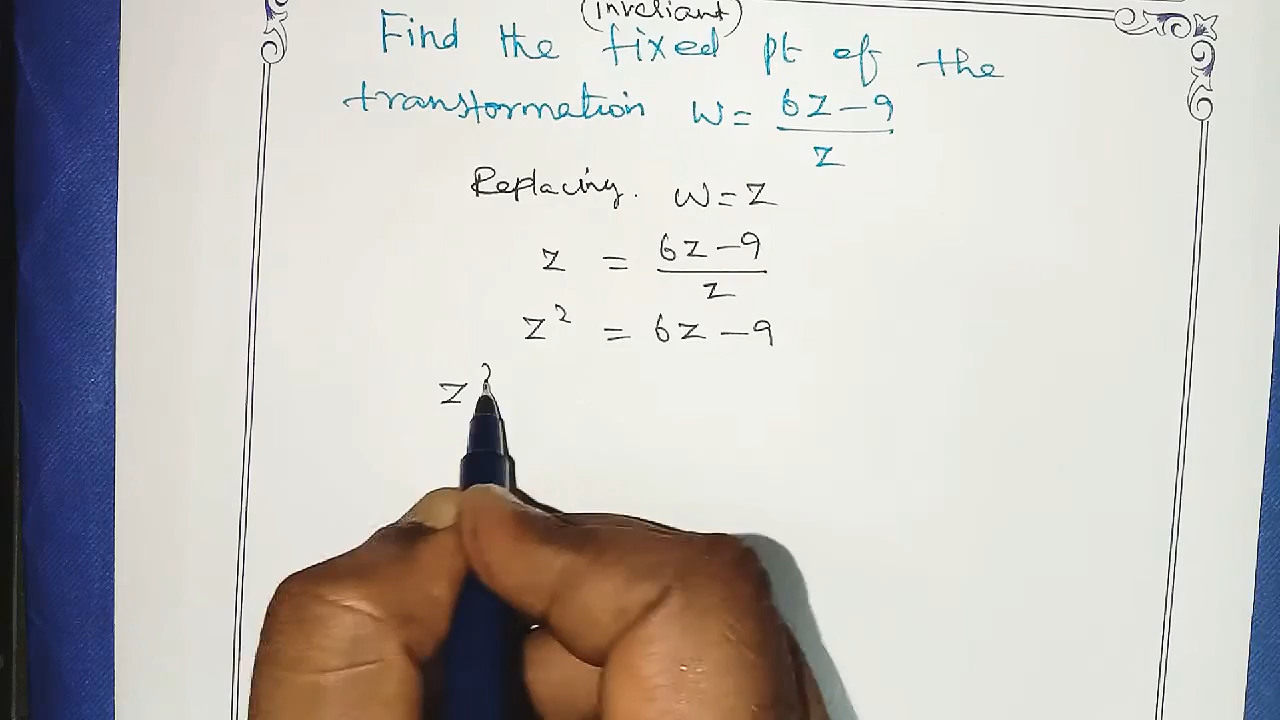 (invariant)
Find the fixed pt of the
transformation w = 6z-9/z
Replacing. w = z
z = 6z-9/z
z² = 6z-9
z²